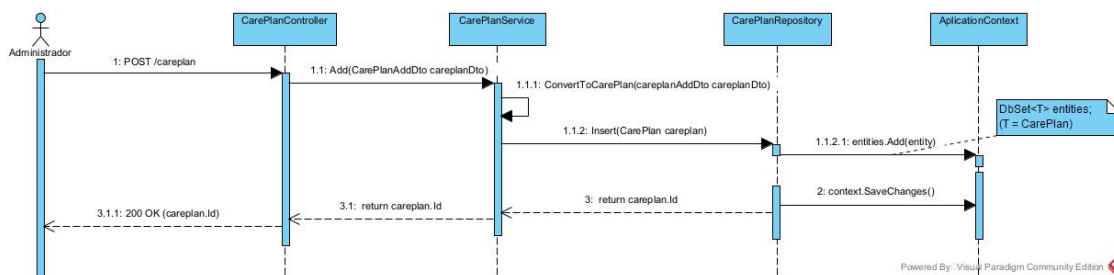 CarePlanController
CarePlanService
CarePlanRepository
AplicationContext
Administrador
1: POST /careplan
1.1: Add(CarePlanAddDto careplanDto)
1.1.1: ConvertToCarePlan(careplanAddDto careplanDto)
DbSet<T> entities;
(T = CarePlan)
1.1.2: Insert(CarePlan careplan)
1.1.2.1: entities.Add(entity)
2: context.SaveChanges()
3: return careplan.Id
3.1: return careplan.Id
3.1.1: 200 OK (careplan.Id)
Powered By Visual Paradigm Community Edition